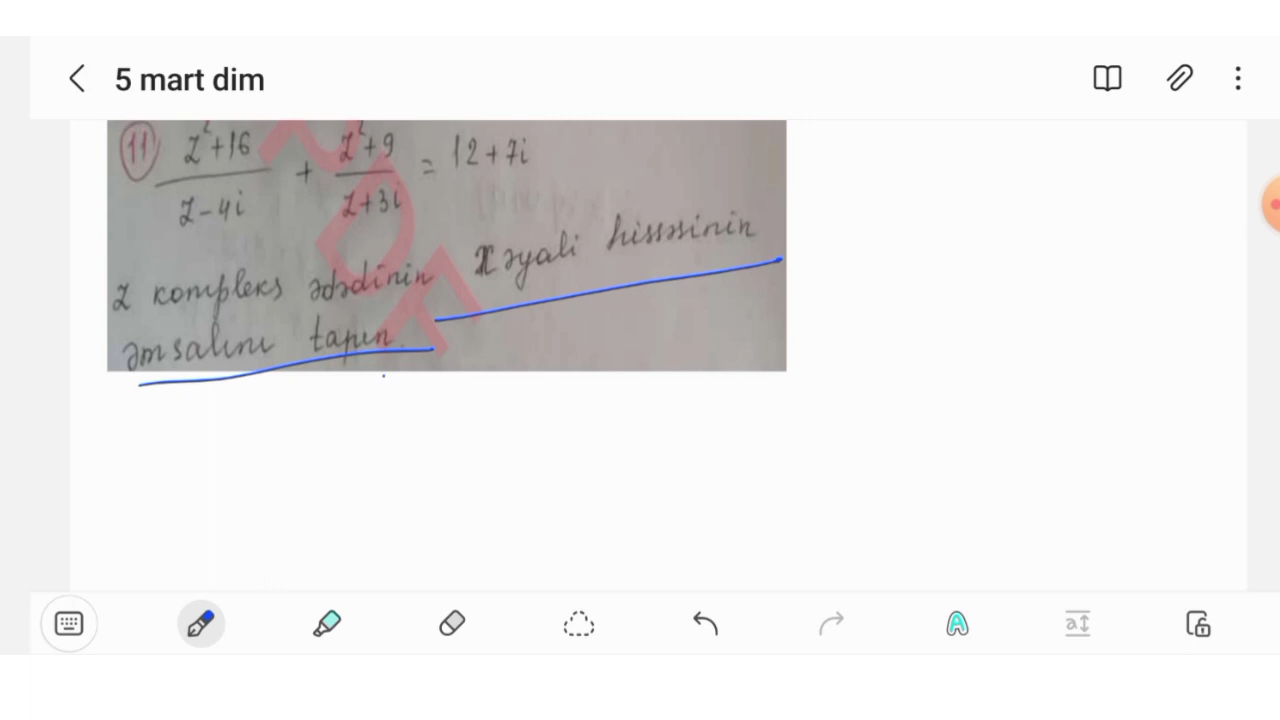 5 mart dim
11 z²+16 / z-4i + z²+9 / z+3i = 12+7i
z kompleks ədədinin xəyali hissəsinin
əmsalını tapın.